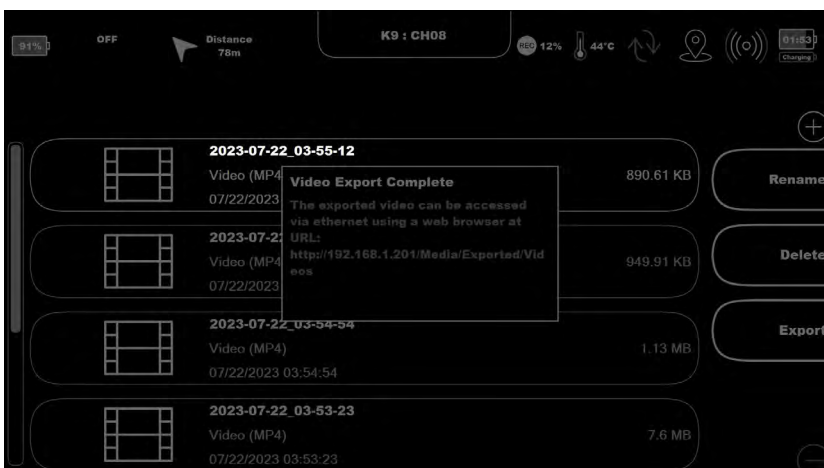 91%
OFF
Distance
78m
K9 : CH08
REC 12%
44°C
01:53
Charging
2023-07-22_03-55-12
Video (MP4
07/22/2023
890.61 KB
Video Export Complete
The exported video can be accessed
via ethernet using a web browser at
URL:
http://192.168.1.201/Media/Exported/Vid
eos
Rename
2023-07-22
Video (MP4
07/22/2023
949.91 KB
Delete
2023-07-22_03-54-54
Video (MP4)
07/22/2023 03:54:54
1.13 MB
Export
2023-07-22_03-53-23
Video (MP4)
07/22/2023 03:53:23
7.6 MB